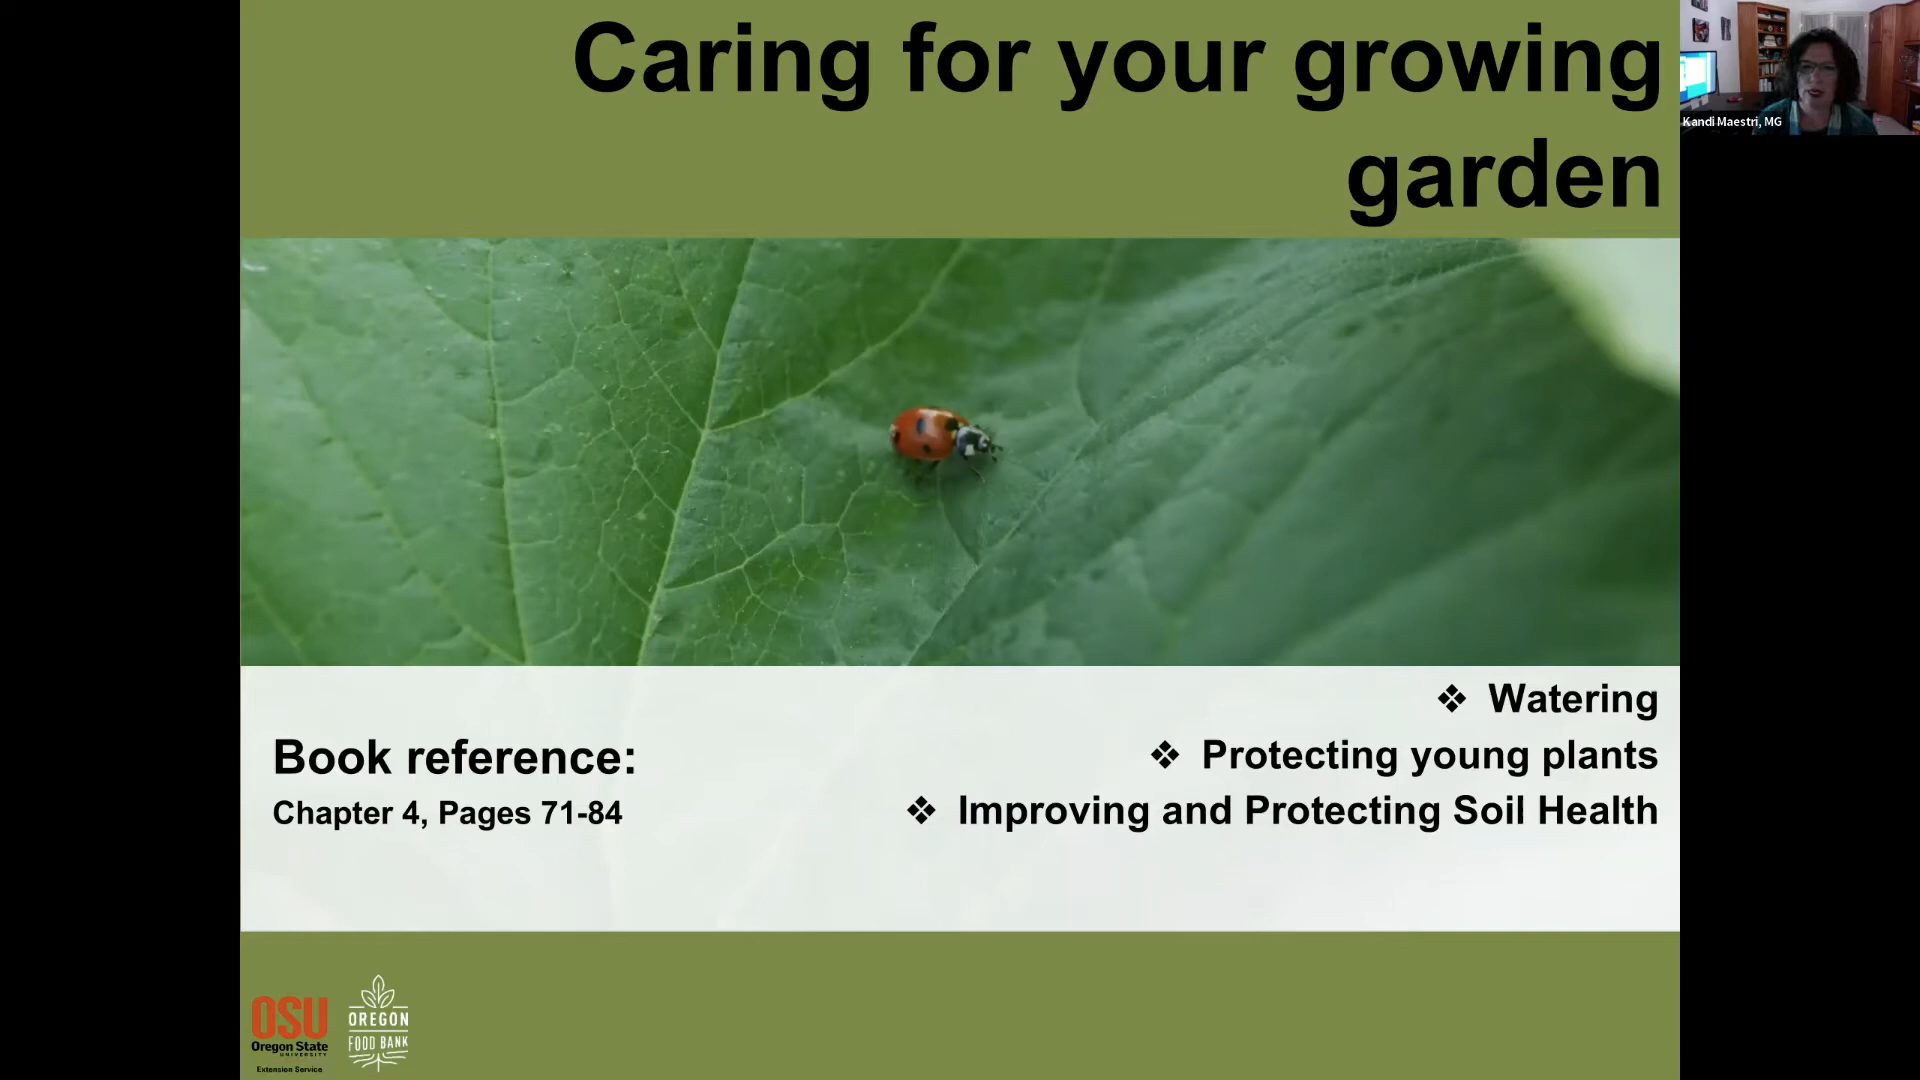 Caring for your growing
garden
Kandi Maestri, MG
❖ Watering
❖ Protecting young plants
❖ Improving and Protecting Soil Health
Book reference:
Chapter 4, Pages 71-84
OSU
Oregon State
UNIVERSITY
Extension Service
OREGON
FOOD BANK